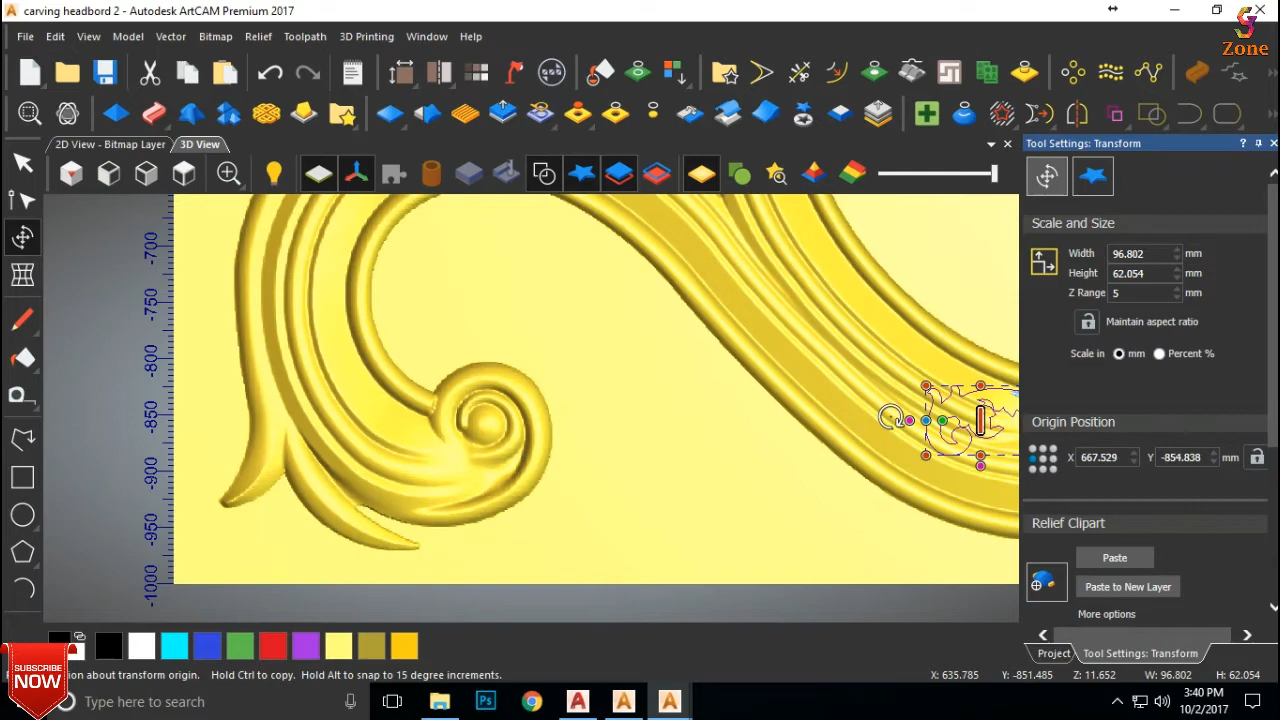 carving headbord 2 - Autodesk ArtCAM Premium 2017
Zone
File Edit View Model Vector Bitmap Relief Toolpath 3D Printing Window Help
2D View - Bitmap Layer 3D View
Tool Settings: Transform
Scale and Size
Width 96.802 mm
Height 62.054 mm
Z Range 5 mm
Maintain aspect ratio
Scale in mm Percent %
Origin Position
X 667.529 Y -854.838 mm
Relief Clipart
Paste
Paste to New Layer
More options
Project Tool Settings: Transform
-700
-750
-800
-850
-900
-950
-1000
about transform origin. Hold Ctrl to copy. Hold Alt to snap to 15 degree increments.
X: 635.785 Y: -851.485 Z: 11.652 W: 96.802 H: 62.054
SUBSCRIBE
NOW
Type here to search
3:40 PM
10/2/2017